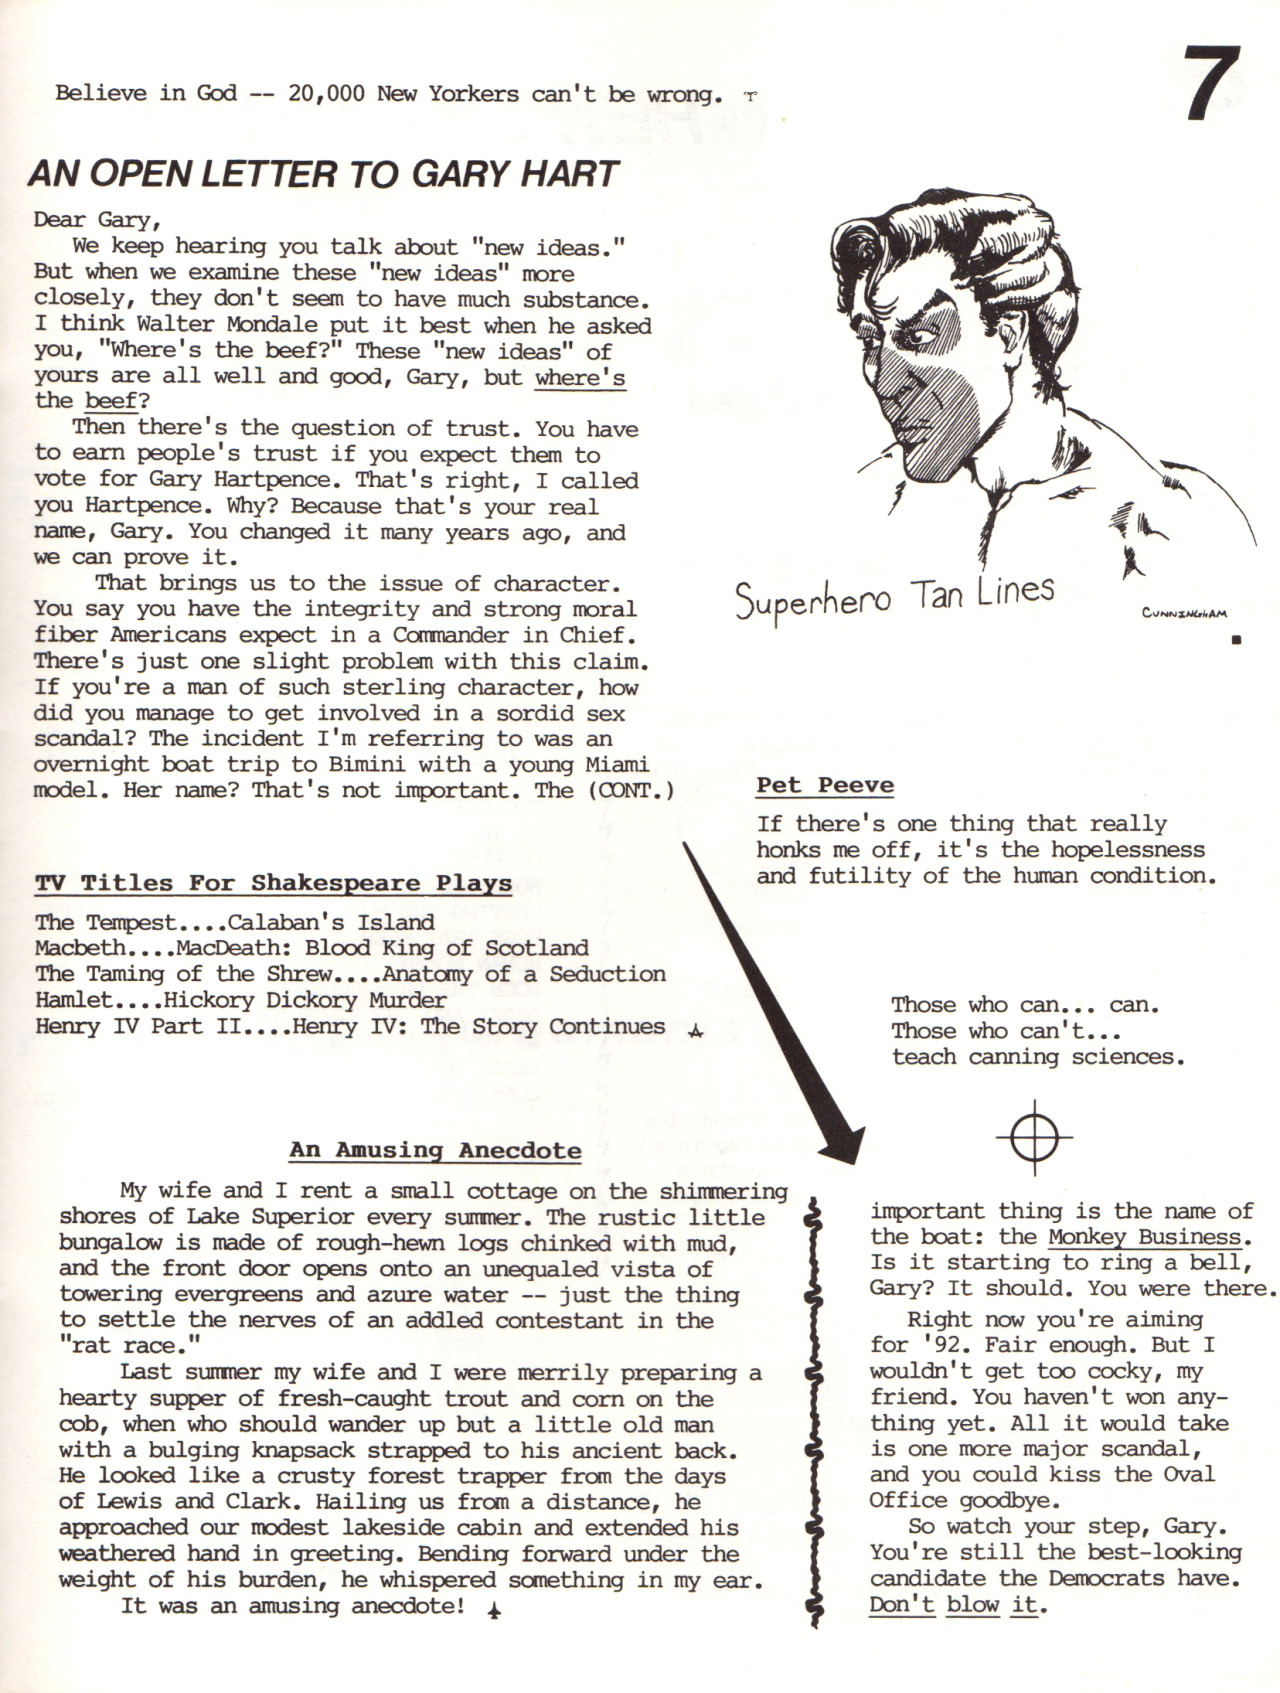 7
Believe in God -- 20,000 New Yorkers can't be wrong.
AN OPEN LETTER TO GARY HART
Dear Gary,
We keep hearing you talk about "new ideas."
But when we examine these "new ideas" more
closely, they don't seem to have much substance.
I think Walter Mondale put it best when he asked
you, "Where's the beef?" These "new ideas" of
yours are all well and good, Gary, but where's
the beef?
Then there's the question of trust. You have
to earn people's trust if you expect them to
vote for Gary Hartpence. That's right, I called
you Hartpence. Why? Because that's your real
name, Gary. You changed it many years ago, and
we can prove it.
That brings us to the issue of character.
You say you have the integrity and strong moral
fiber Americans expect in a Commander in Chief.
There's just one slight problem with this claim.
If you're a man of such sterling character, how
did you manage to get involved in a sordid sex
scandal? The incident I'm referring to was an
overnight boat trip to Bimini with a young Miami
model. Her name? That's not important. The (CONT.)
important thing is the name of
the boat: the Monkey Business.
Is it starting to ring a bell,
Gary? It should. You were there.
Right now you're aiming
for '92. Fair enough. But I
wouldn't get too cocky, my
friend. You haven't won any-
thing yet. All it would take
is one more major scandal,
and you could kiss the Oval
Office goodbye.
So watch your step, Gary.
You're still the best-looking
candidate the Democrats have.
Don't blow it.
Superhero Tan Lines
CUNNINGHAM
Pet Peeve
If there's one thing that really
honks me off, it's the hopelessness
and futility of the human condition.
TV Titles For Shakespeare Plays
The Tempest....Calaban's Island
Macbeth....MacDeath: Blood King of Scotland
The Taming of the Shrew....Anatomy of a Seduction
Hamlet....Hickory Dickory Murder
Henry IV Part II....Henry IV: The Story Continues
Those who can... can.
Those who can't...
teach canning sciences.
An Amusing Anecdote
My wife and I rent a small cottage on the shimmering
shores of Lake Superior every summer. The rustic little
bungalow is made of rough-hewn logs chinked with mud,
and the front door opens onto an unequaled vista of
towering evergreens and azure water -- just the thing
to settle the nerves of an addled contestant in the
"rat race."
Last summer my wife and I were merrily preparing a
hearty supper of fresh-caught trout and corn on the
cob, when who should wander up but a little old man
with a bulging knapsack strapped to his ancient back.
He looked like a crusty forest trapper from the days
of Lewis and Clark. Hailing us from a distance, he
approached our modest lakeside cabin and extended his
weathered hand in greeting. Bending forward under the
weight of his burden, he whispered something in my ear.
It was an amusing anecdote!